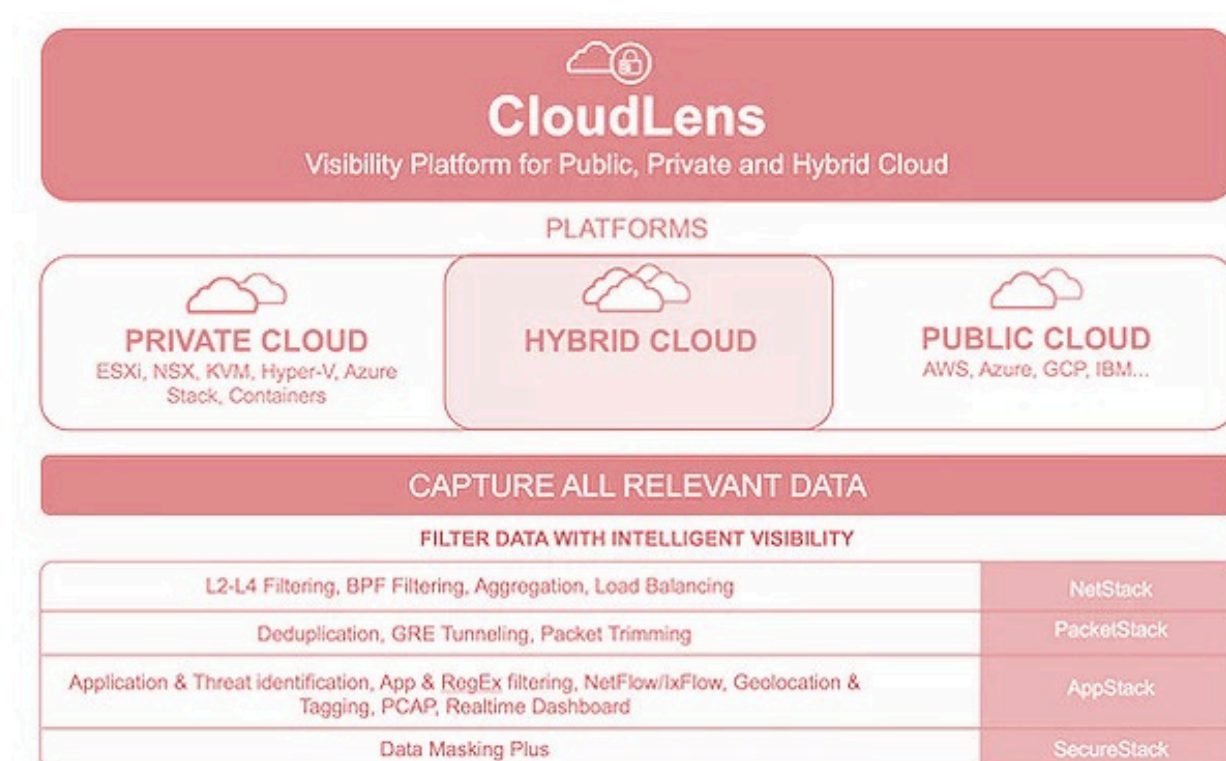 CloudLens
Visibility Platform for Public, Private and Hybrid Cloud
PLATFORMS
PRIVATE CLOUD
ESXi, NSX, KVM, Hyper-V, Azure
Stack, Containers
HYBRID CLOUD
PUBLIC CLOUD
AWS, Azure, GCP, IBM...
CAPTURE ALL RELEVANT DATA
FILTER DATA WITH INTELLIGENT VISIBILITY
L2-L4 Filtering, BPF Filtering, Aggregation, Load Balancing
NetStack
Deduplication, GRE Tunneling, Packet Trimming
PacketStack
Application & Threat identification, App & RegEx filtering, NetFlow/IxFlow, Geolocation &
Tagging, PCAP, Realtime Dashboard
AppStack
Data Masking Plus
SecureStack